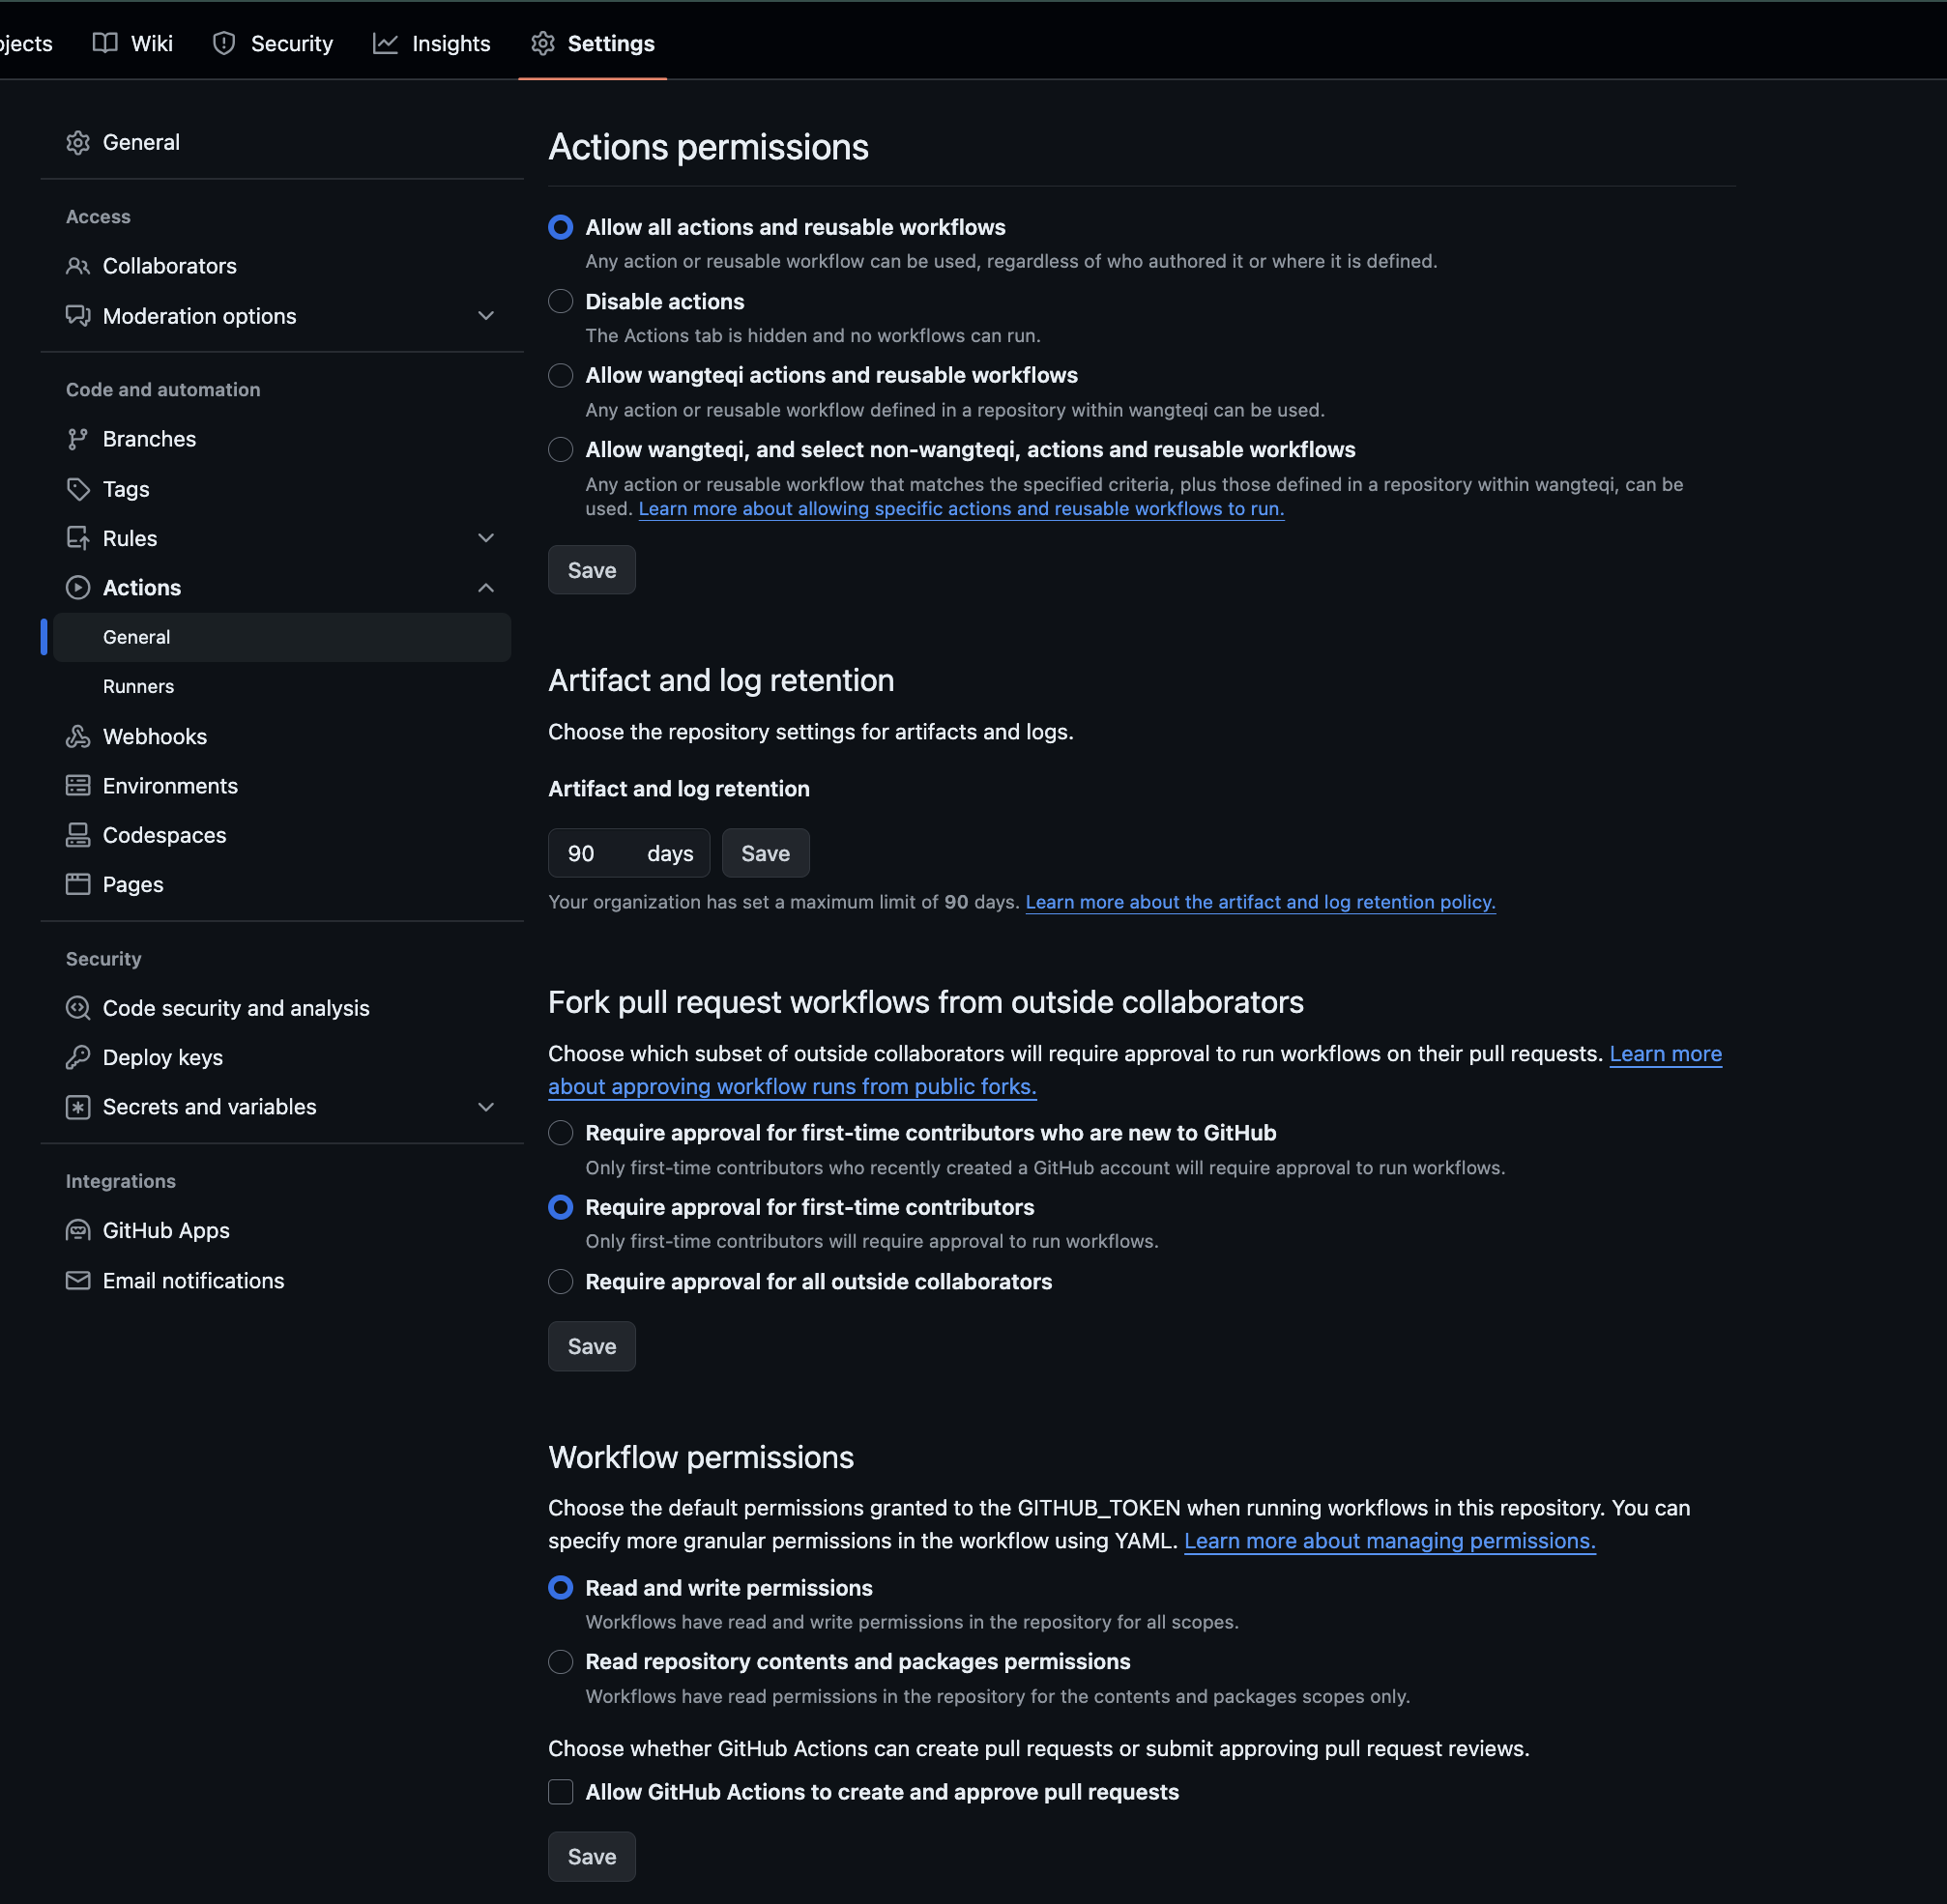 ojects
Wiki
Security
Insights
Settings
General
Access
Collaborators
Moderation options
Code and automation
Branches
Tags
Rules
Actions
General
Runners
Webhooks
Environments
Codespaces
Pages
Security
Code security and analysis
Deploy keys
Secrets and variables
Integrations
GitHub Apps
Email notifications
Actions permissions
Allow all actions and reusable workflows
Any action or reusable workflow can be used, regardless of who authored it or where it is defined.
Disable actions
The Actions tab is hidden and no workflows can run.
Allow wangteqi actions and reusable workflows
Any action or reusable workflow defined in a repository within wangteqi can be used.
Allow wangteqi, and select non-wangteqi, actions and reusable workflows
Any action or reusable workflow that matches the specified criteria, plus those defined in a repository within wangteqi, can be
used. Learn more about allowing specific actions and reusable workflows to run.
Save
Artifact and log retention
Choose the repository settings for artifacts and logs.
Artifact and log retention
90 days Save
Your organization has set a maximum limit of 90 days. Learn more about the artifact and log retention policy.
Fork pull request workflows from outside collaborators
Choose which subset of outside collaborators will require approval to run workflows on their pull requests. Learn more
about approving workflow runs from public forks.
Require approval for first-time contributors who are new to GitHub
Only first-time contributors who recently created a GitHub account will require approval to run workflows.
Require approval for first-time contributors
Only first-time contributors will require approval to run workflows.
Require approval for all outside collaborators
Save
Workflow permissions
Choose the default permissions granted to the GITHUB_TOKEN when running workflows in this repository. You can
specify more granular permissions in the workflow using YAML. Learn more about managing permissions.
Read and write permissions
Workflows have read and write permissions in the repository for all scopes.
Read repository contents and packages permissions
Workflows have read permissions in the repository for the contents and packages scopes only.
Choose whether GitHub Actions can create pull requests or submit approving pull request reviews.
Allow GitHub Actions to create and approve pull requests
Save